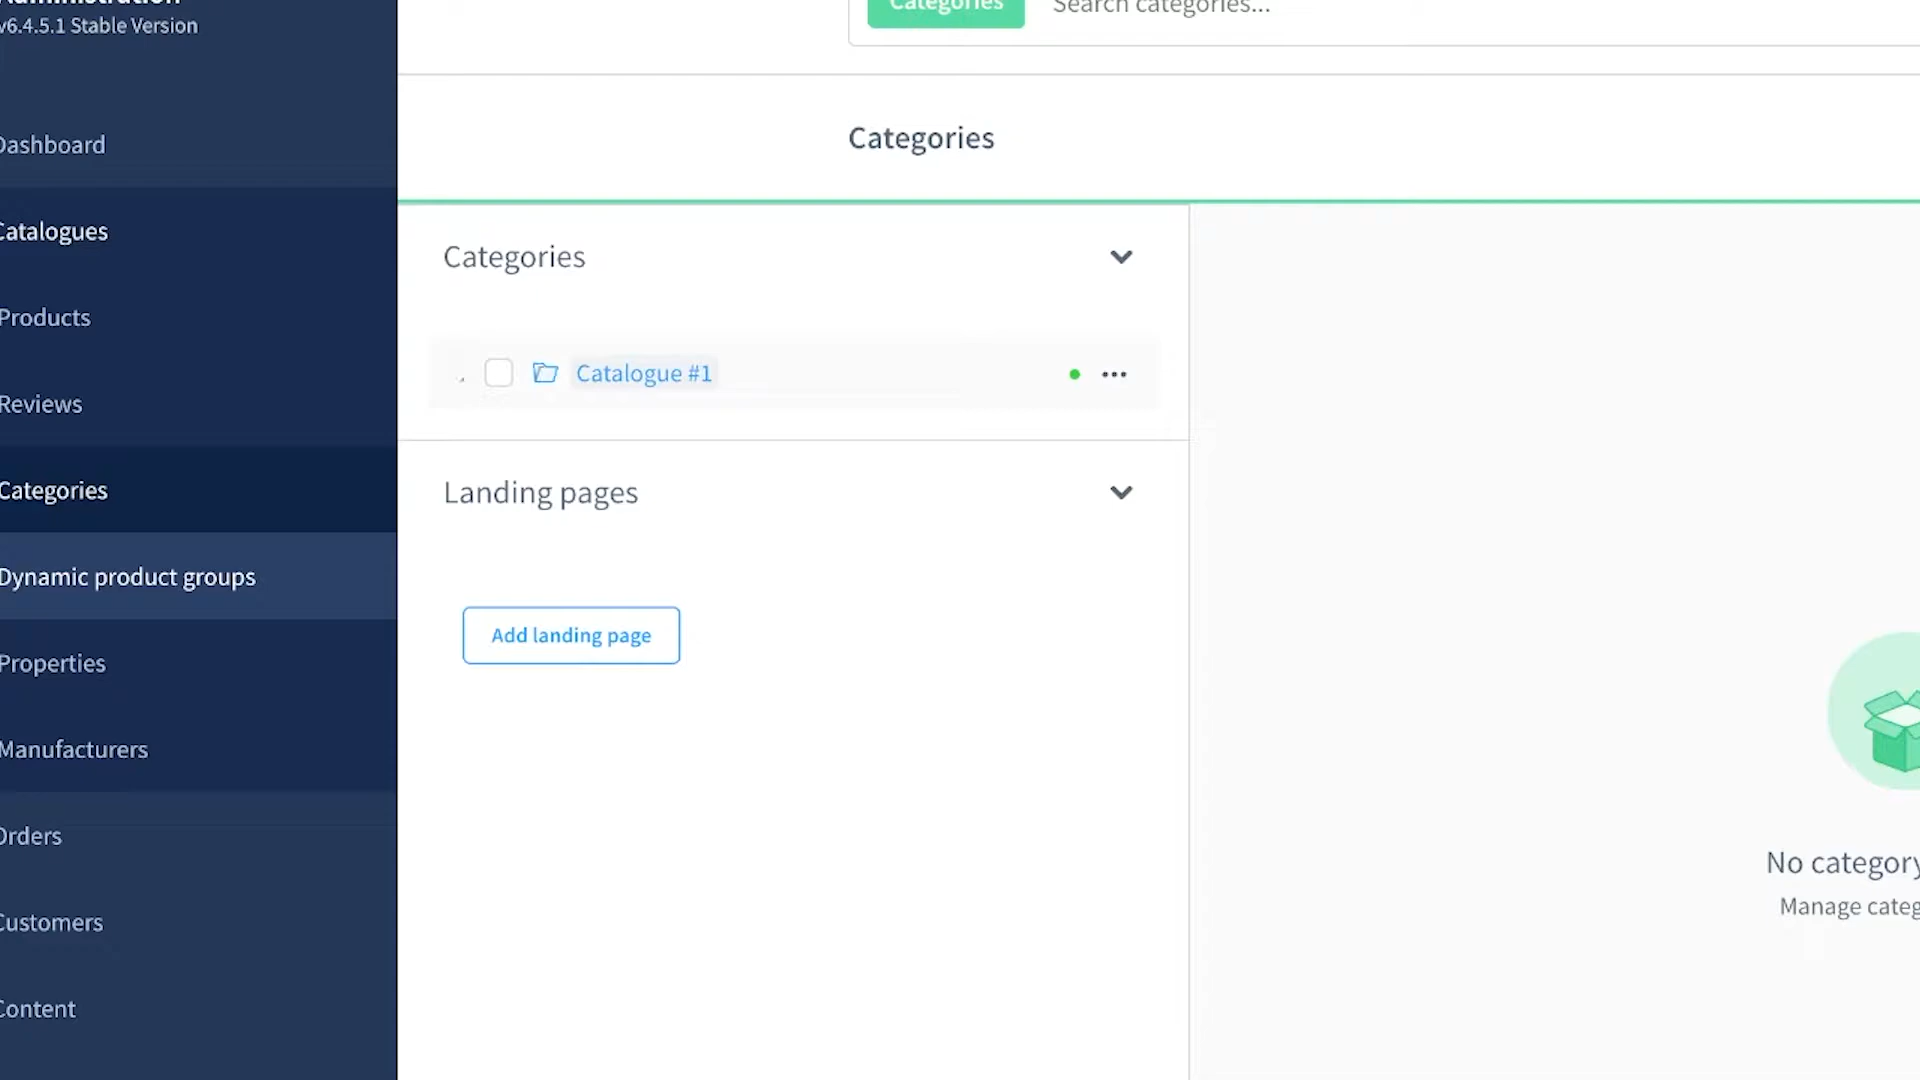 Administration
v6.4.5.1 Stable Version
Dashboard
Catalogues
Products
Reviews
Categories
Dynamic product groups
Properties
Manufacturers
Orders
Customers
Content
Categories
Search categories...
Categories
Categories
Catalogue #1
Landing pages
Add landing page
No category
Manage categ